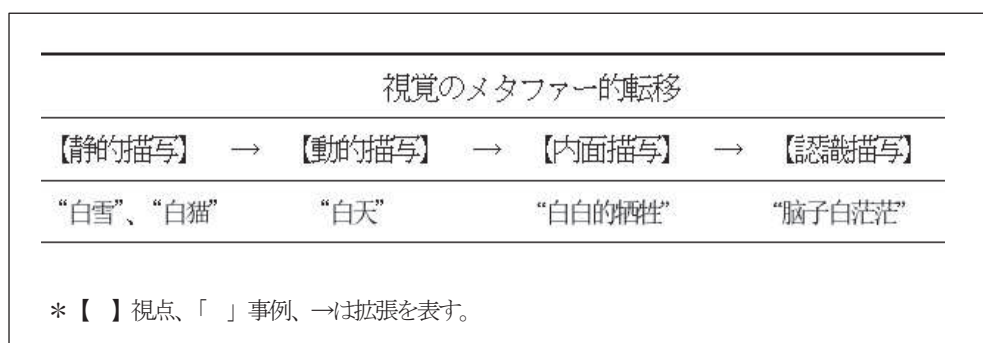 視覚のメタファー的転移
【静的描写】 → 【動的描写】 → 【内面描写】 → 【認識描写】
“白雪”、“白猫” “白天” “白白的牺牲” “脑子白茫茫”
＊【 】視点、「 」事例、→は拡張を表す。